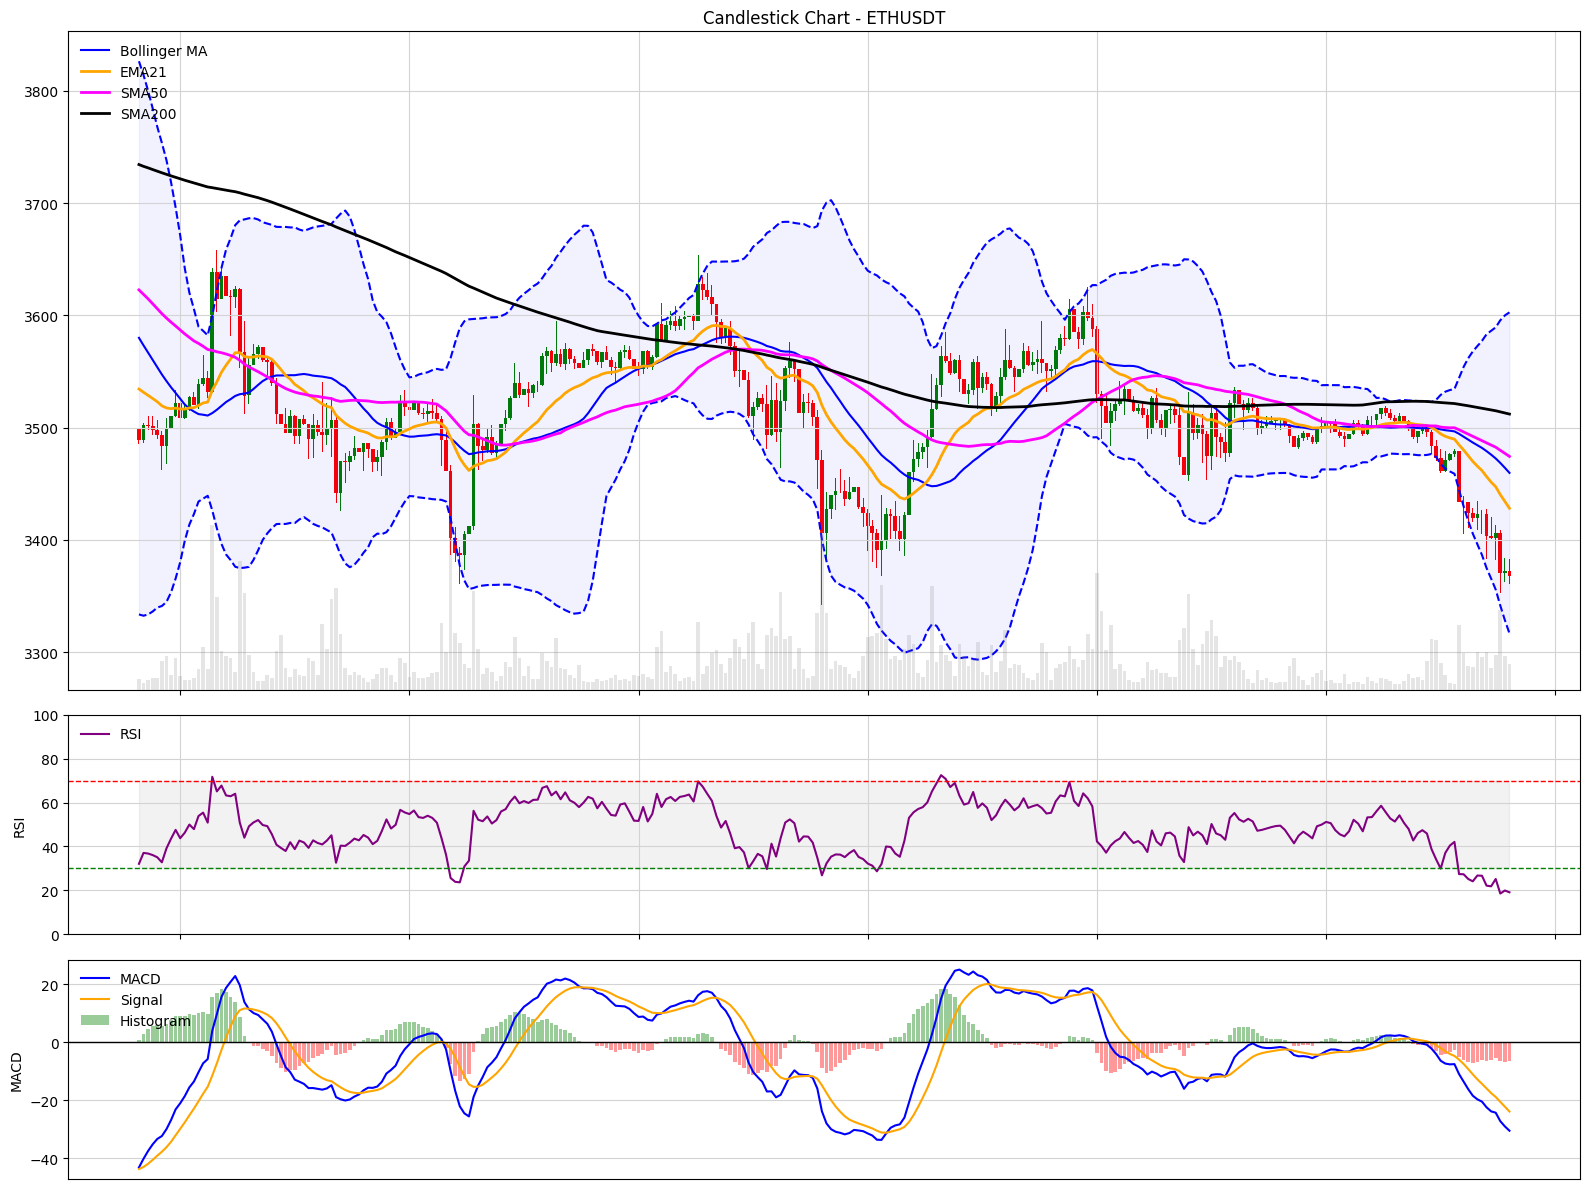 Candlestick Chart - ETHUSDT
Bollinger MA
EMA21
SMA50
SMA200
3800
3700
3600
3500
3400
3300
RSI
100
80
60
40
20
0
RSI
MACD
Signal
Histogram
20
0
−20
−40
MACD